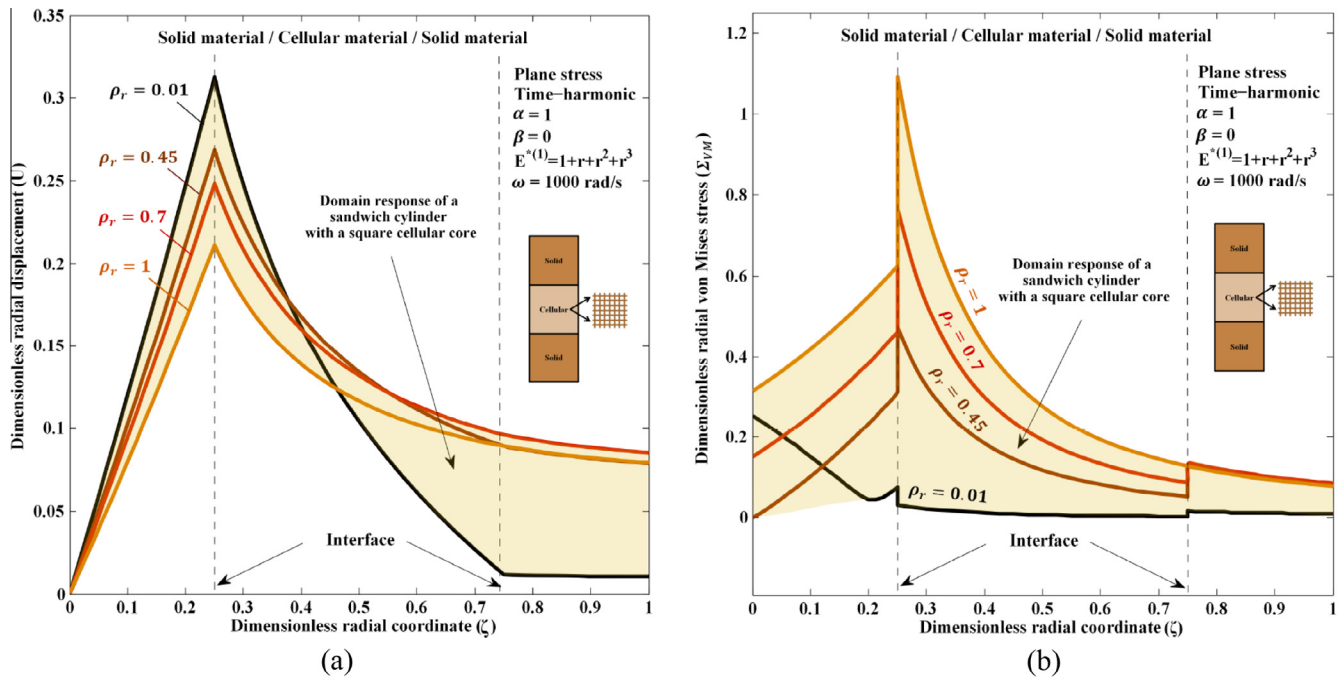 Solid material / Cellular material / Solid material
Plane stress
Time−harmonic
α = 1
β = 0
E*(1)=1+r+r²+r³
ω = 1000 rad/s
ρr = 0.01
ρr = 0.45
ρr = 0.7
ρr = 1
Domain response of a
sandwich cylinder
with a square cellular core
Solid
Cellular
Solid
Interface
0.35
0.3
0.25
0.2
0.15
0.1
0.05
0
0 0.1 0.2 0.3 0.4 0.5 0.6 0.7 0.8 0.9 1
Dimensionless radial displacement (U)
Dimensionless radial coordinate (ζ)
(a)
Solid material / Cellular material / Solid material
Plane stress
Time−harmonic
α = 1
β = 0
E*(1)=1+r+r²+r³
ω = 1000 rad/s
ρr = 1
ρr = 0.7
ρr = 0.45
ρr = 0.01
Domain response of a
sandwich cylinder
with a square cellular core
Solid
Cellular
Solid
Interface
1.2
1
0.8
0.6
0.4
0.2
0
0 0.1 0.2 0.3 0.4 0.5 0.6 0.7 0.8 0.9 1
Dimensionless radial von Mises stress (ΣVM)
Dimensionless radial coordinate (ζ)
(b)